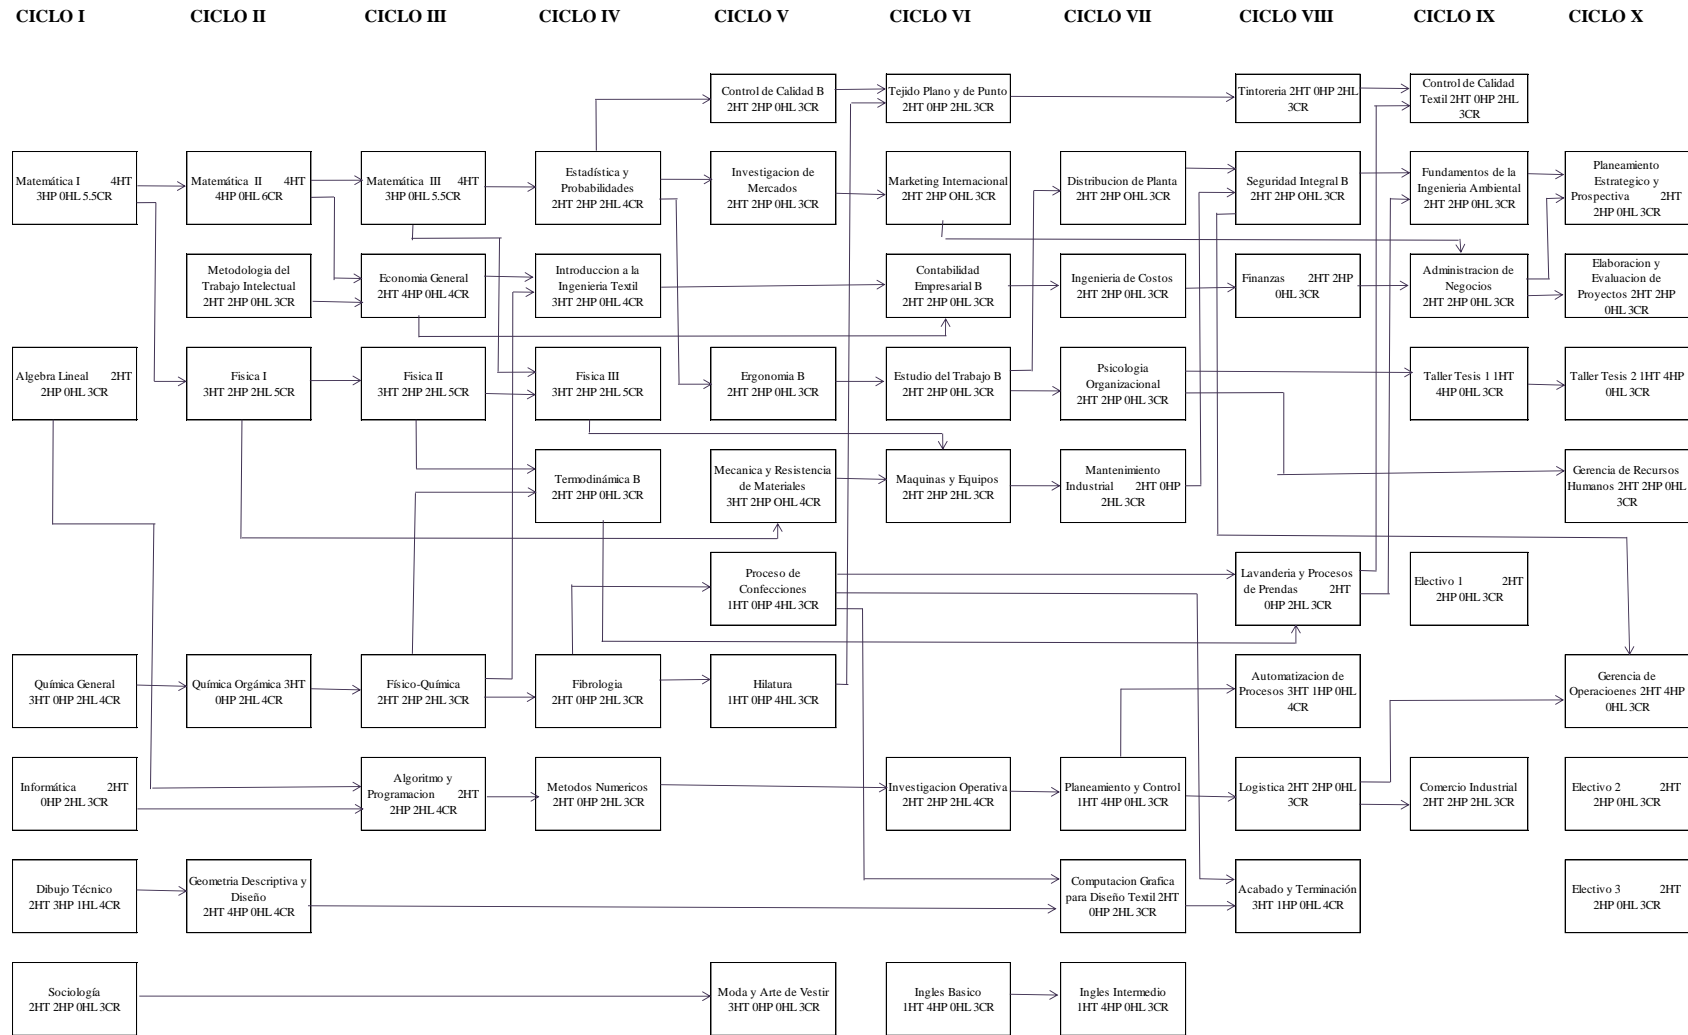 CICLO I
CICLO II
CICLO III
CICLO IV
CICLO V
CICLO VI
CICLO VII
CICLO VIII
CICLO IX
CICLO X
Control de Calidad B
2HT 2HP 0HL 3CR
Tejido Plano y de Punto
2HT 0HP 2HL 3CR
Tintoreria 2HT 0HP 2HL
3CR
Control de Calidad
Textil 2HT 0HP 2HL
3CR
Matemática I 4HT
3HP 0HL 5.5CR
Matemática II 4HT
4HP 0HL 6CR
Matemática III 4HT
3HP 0HL 5.5CR
Estadística y
Probabilidades
2HT 2HP 2HL 4CR
Investigacion de
Mercados
2HT 2HP 0HL 3CR
Marketing Internacional
2HT 2HP OHL 3CR
Distribucion de Planta
2HT 2HP OHL 3CR
Seguridad Integral B
2HT 2HP OHL 3CR
Fundamentos de la
Ingenieria Ambiental
2HT 2HP 0HL 3CR
Planeamiento
Estrategico y
Prospectiva 2HT
2HP 0HL 3CR
Metodologia del
Trabajo Intelectual
2HT 2HP 0HL 3CR
Economia General
2HT 4HP 0HL 4CR
Introduccion a la
Ingenieria Textil
3HT 2HP 0HL 4CR
Contabilidad
Empresarial B
2HT 2HP 0HL 3CR
Ingenieria de Costos
2HT 2HP 0HL 3CR
Finanzas 2HT 2HP
0HL 3CR
Administracion de
Negocios
2HT 2HP 0HL 3CR
Elaboracion y
Evaluacion de
Proyectos 2HT 2HP
0HL 3CR
Algebra Lineal 2HT
2HP 0HL 3CR
Fisica I
3HT 2HP 2HL 5CR
Fisica II
3HT 2HP 2HL 5CR
Fisica III
3HT 2HP 2HL 5CR
Ergonomia B
2HT 2HP 0HL 3CR
Estudio del Trabajo B
2HT 2HP 0HL 3CR
Psicologia
Organizacional
2HT 2HP 0HL 3CR
Taller Tesis 1 1HT
4HP 0HL 3CR
Taller Tesis 2 1HT 4HP
0HL 3CR
Termodinámica B
2HT 2HP 0HL 3CR
Mecanica y Resistencia
de Materiales
3HT 2HP OHL 4CR
Maquinas y Equipos
2HT 2HP 2HL 3CR
Mantenimiento
Industrial 2HT 0HP
2HL 3CR
Gerencia de Recursos
Humanos 2HT 2HP 0HL
3CR
Proceso de
Confecciones
1HT 0HP 4HL 3CR
Lavanderia y Procesos
de Prendas 2HT
0HP 2HL 3CR
Electivo 1 2HT
2HP 0HL 3CR
Química General
3HT 0HP 2HL 4CR
Química Orgámica 3HT
0HP 2HL 4CR
Físico-Química
2HT 2HP 2HL 3CR
Fibrologia
2HT 0HP 2HL 3CR
Hilatura
1HT 0HP 4HL 3CR
Automatizacion de
Procesos 3HT 1HP 0HL
4CR
Gerencia de
Operacioenes 2HT 4HP
0HL 3CR
Informática 2HT
0HP 2HL 3CR
Algoritmo y
Programacion 2HT
2HP 2HL 4CR
Metodos Numericos
2HT 0HP 2HL 3CR
Investigacion Operativa
2HT 2HP 2HL 4CR
Planeamiento y Control
1HT 4HP 0HL 3CR
Logistica 2HT 2HP 0HL
3CR
Comercio Industrial
2HT 2HP 2HL 3CR
Electivo 2 2HT
2HP 0HL 3CR
Dibujo Técnico
2HT 3HP 1HL 4CR
Geometria Descriptiva y
Diseño
2HT 4HP 0HL 4CR
Computacion Grafica
para Diseño Textil 2HT
0HP 2HL 3CR
Acabado y Terminación
3HT 1HP 0HL 4CR
Electivo 3 2HT
2HP 0HL 3CR
Sociología
2HT 2HP 0HL 3CR
Moda y Arte de Vestir
3HT 0HP 0HL 3CR
Ingles Basico
1HT 4HP 0HL 3CR
Ingles Intermedio
1HT 4HP 0HL 3CR